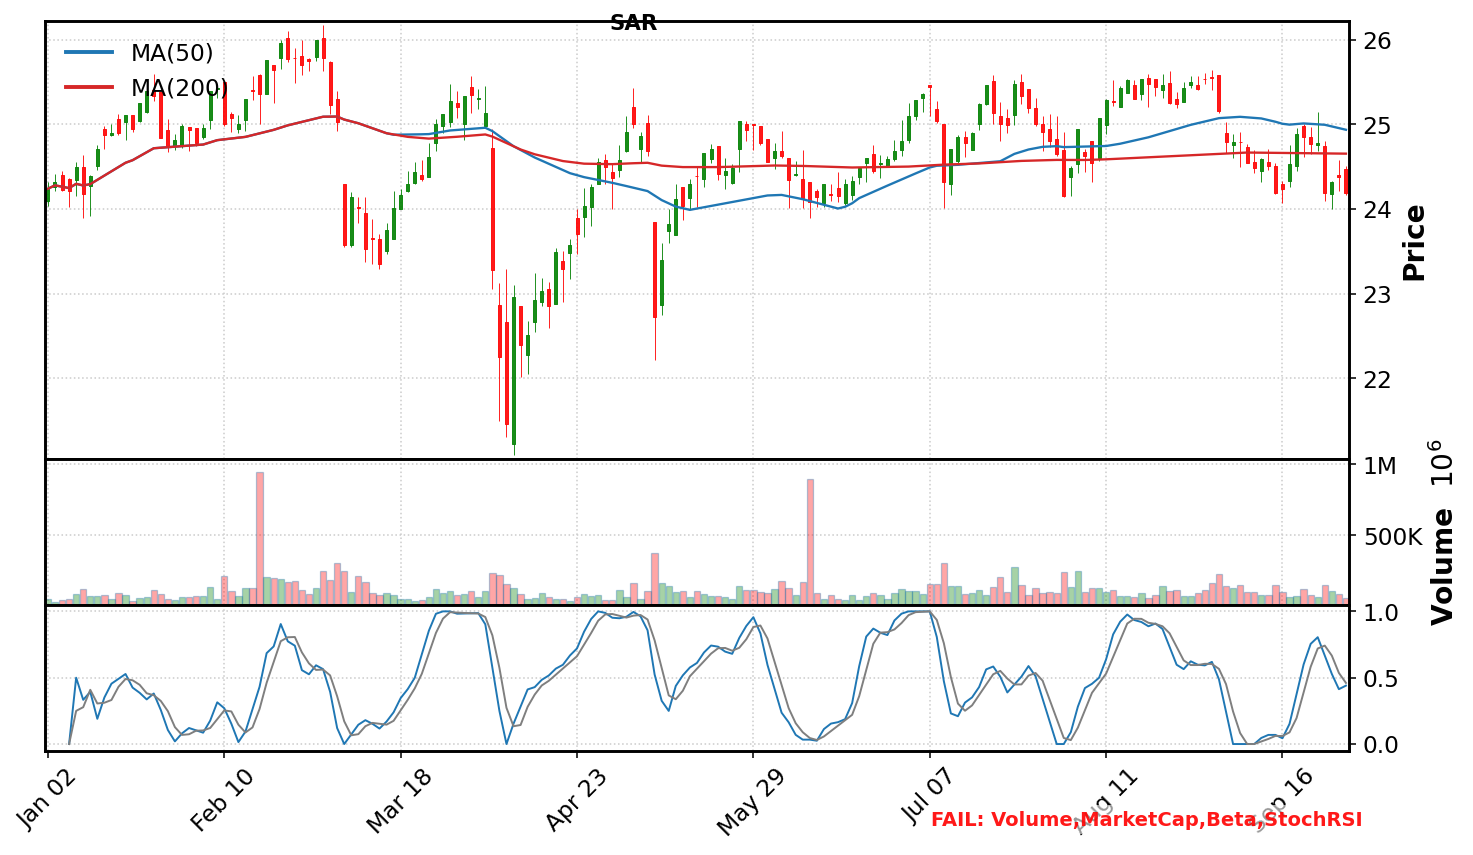 SAR
MA(50)
MA(200)
26
25
24
23
22
Price
1M
500K
Volume 10⁶
1.0
0.5
0.0
Jan 02
Feb 10
Mar 18
Apr 23
May 29
Jul 07
Aug 11
Sep 16
FAIL: Volume,MarketCap,Beta,StochRSI